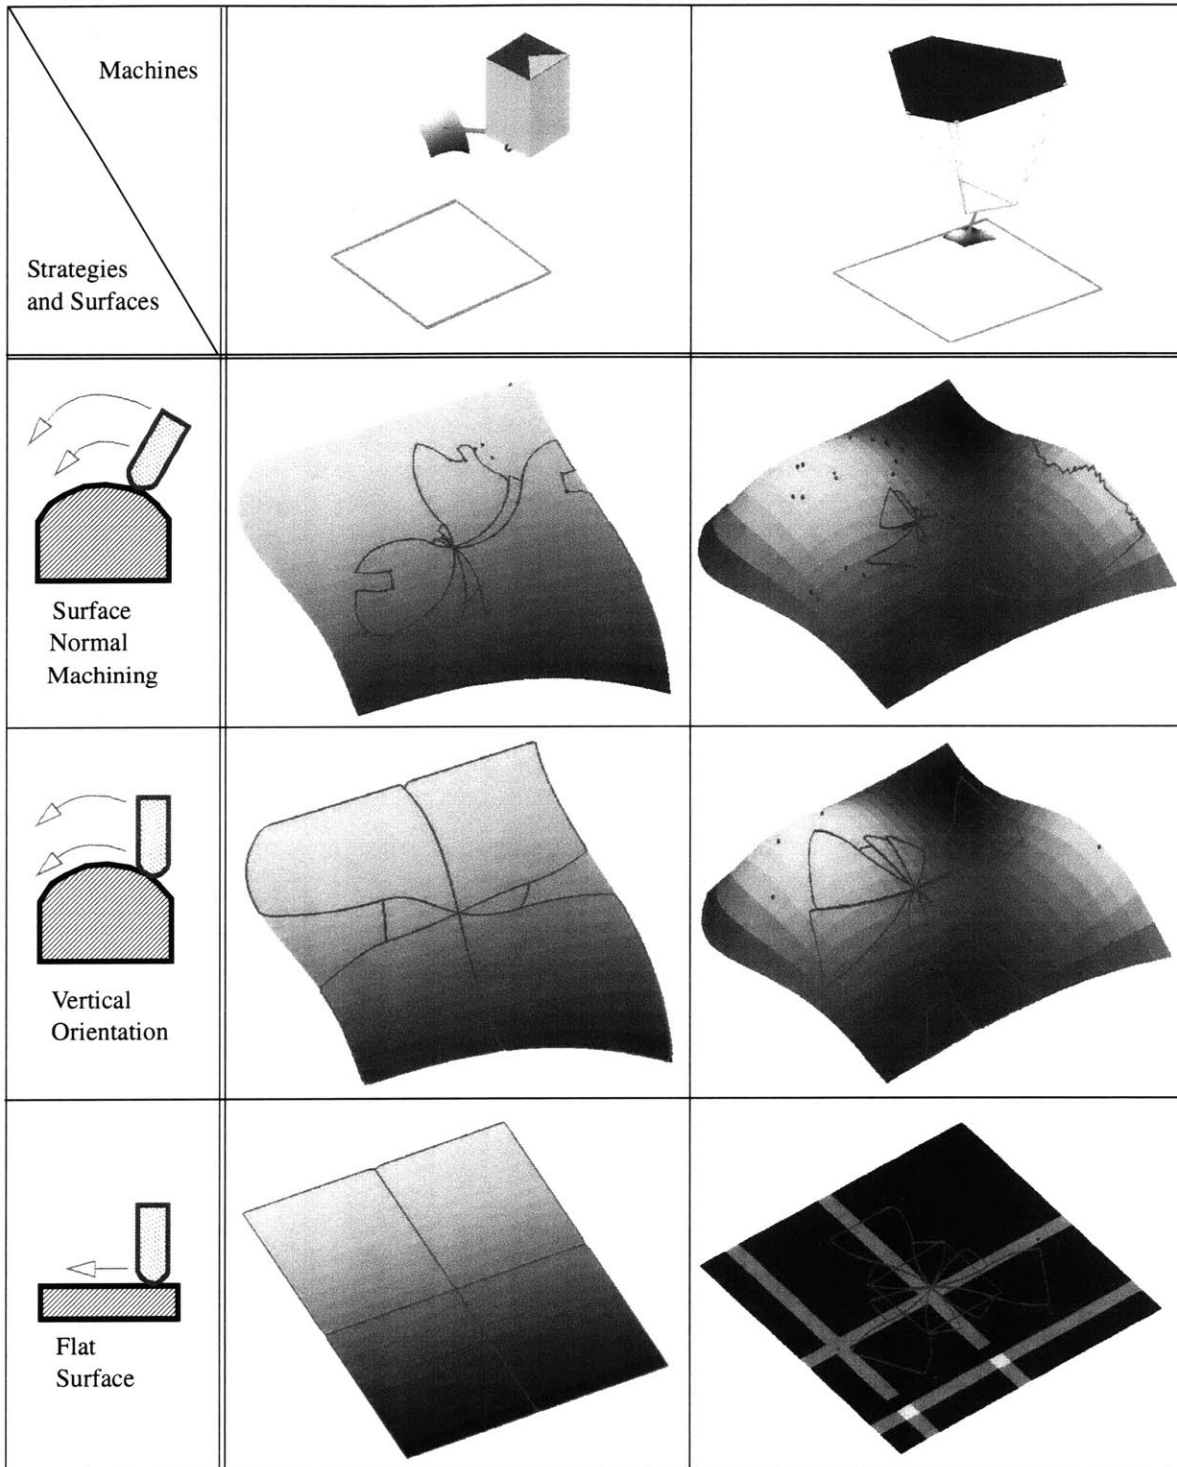 Machines
Strategies
and Surfaces
Surface
Normal
Machining
Vertical
Orientation
Flat
Surface